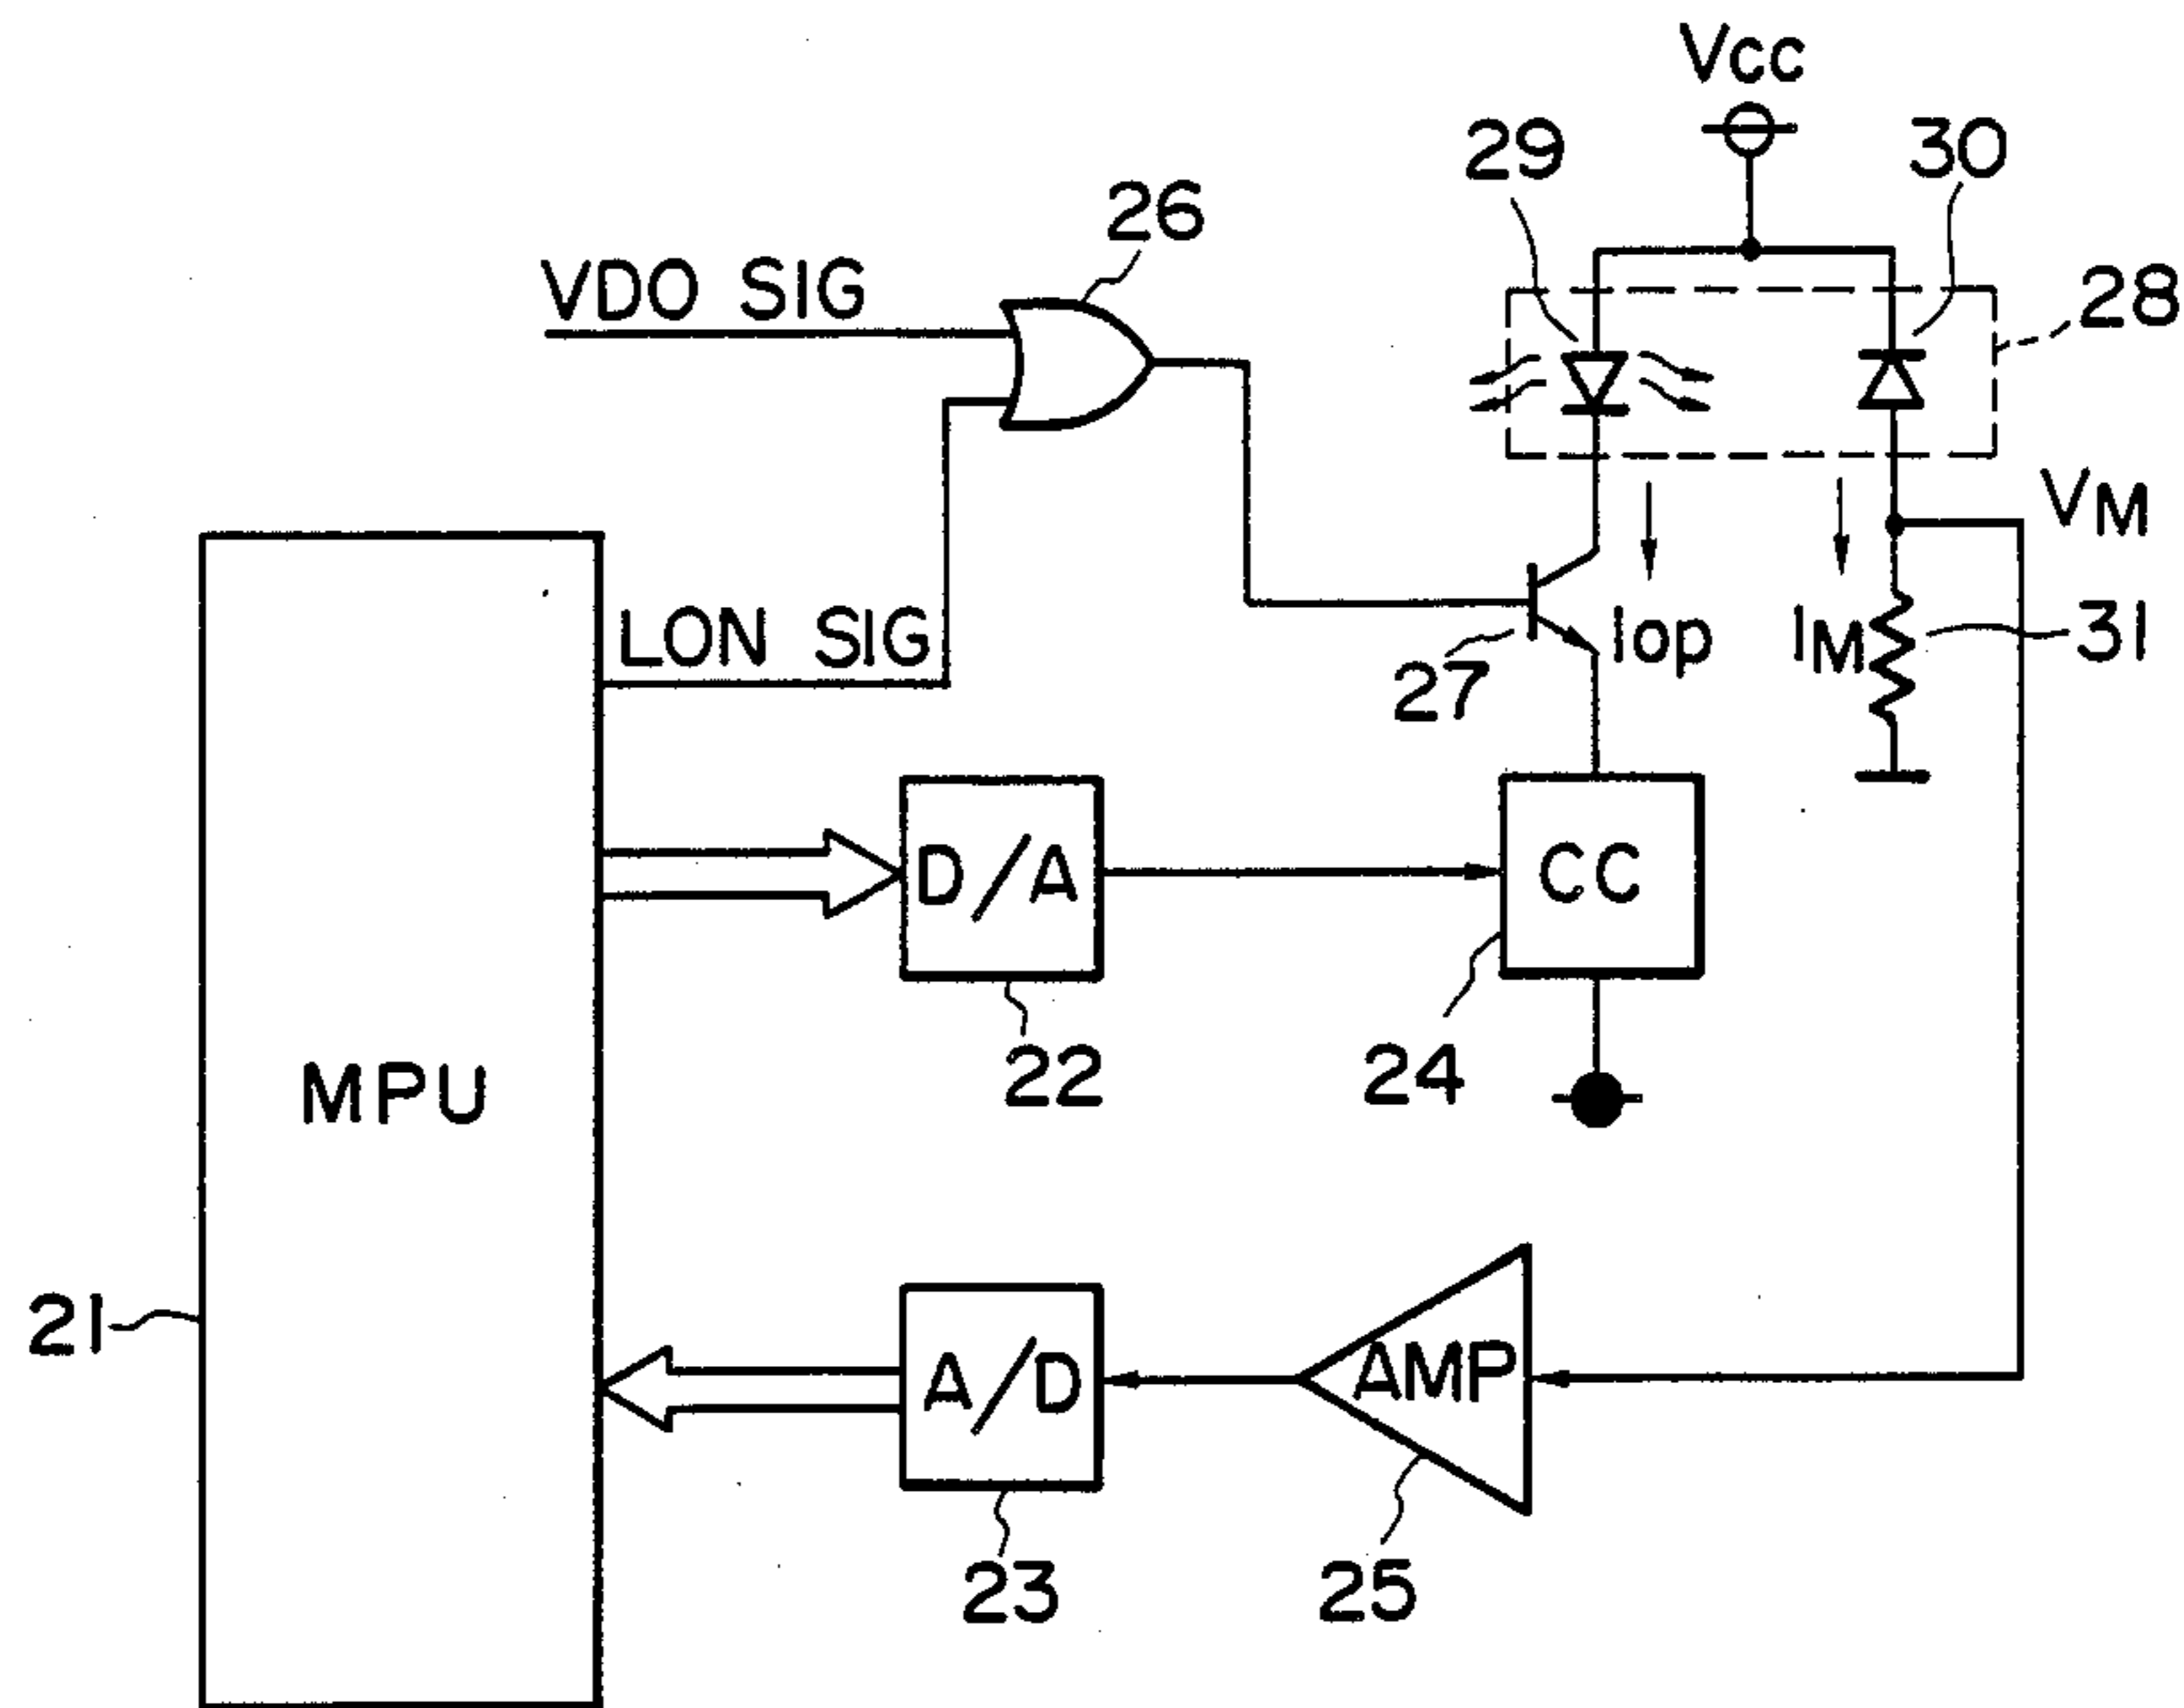 Vcc
29
30
26
28
VDO SIG
VM
LON SIG
27
Iop
IM
31
D/A
CC
22
24
MPU
21
A/D
AMP
23
25